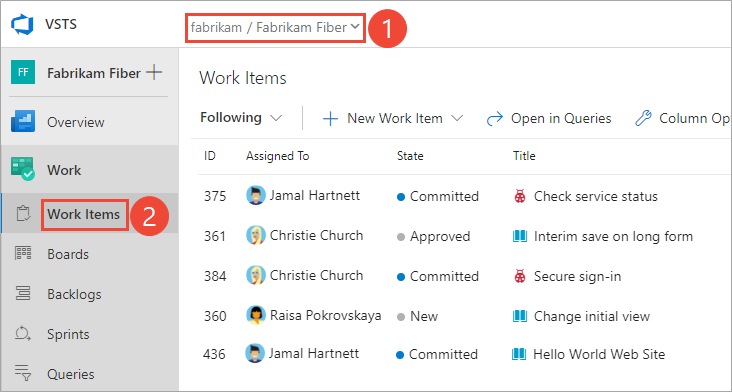 VSTS
fabrikam / Fabrikam Fiber
1
FF Fabrikam Fiber
Overview
Work
Work Items
2
Boards
Backlogs
Sprints
Queries
Work Items
Following New Work Item Open in Queries Column Op
ID Assigned To State Title
375 Jamal Hartnett Committed Check service status
361 Christie Church Approved Interim save on long form
384 Christie Church Committed Secure sign-in
360 Raisa Pokrovskaya New Change initial view
436 Jamal Hartnett Committed Hello World Web Site